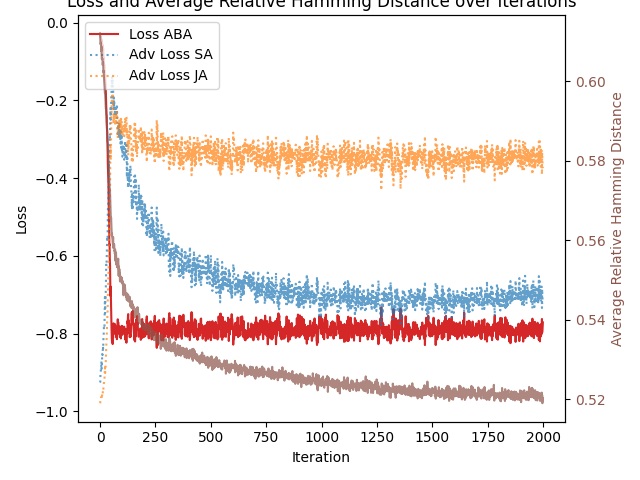 Loss and Average Relative Hamming Distance over Iterations
Loss ABA
Adv Loss SA
Adv Loss JA
0.0
−0.2
−0.4
−0.6
−0.8
−1.0
Loss
0.60
0.58
0.56
0.54
0.52
Average Relative Hamming Distance
0 250 500 750 1000 1250 1500 1750 2000
Iteration